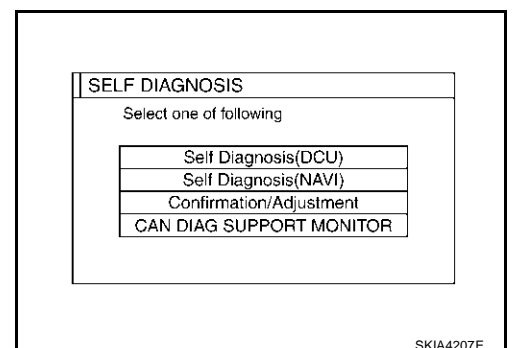 SELF DIAGNOSIS
Select one of following
Self Diagnosis(DCU)
Self Diagnosis(NAVI)
Confirmation/Adjustment
CAN DIAG SUPPORT MONITOR
SKIA4207E